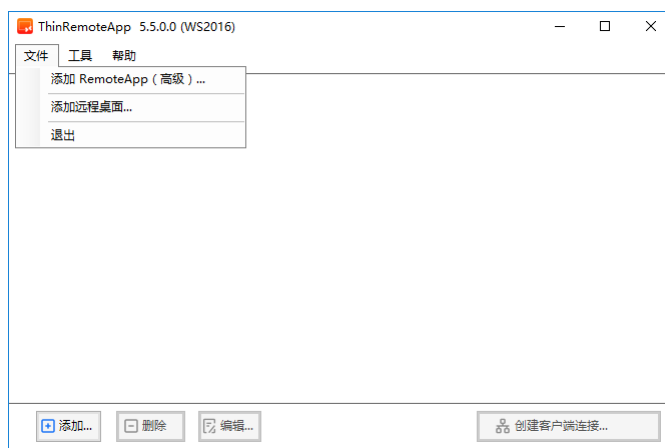 ThinRemoteApp 5.5.0.0 (WS2016)
文件 工具 帮助
添加 RemoteApp（高级）...
添加远程桌面...
退出
添加... 删除 编辑... 创建客户端连接...